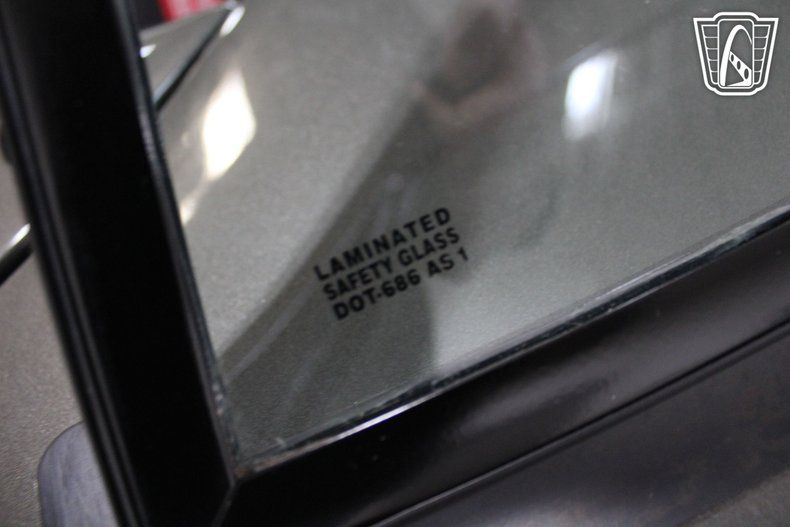 LAMINATED
SAFETY GLASS
DOT-686 AS 1